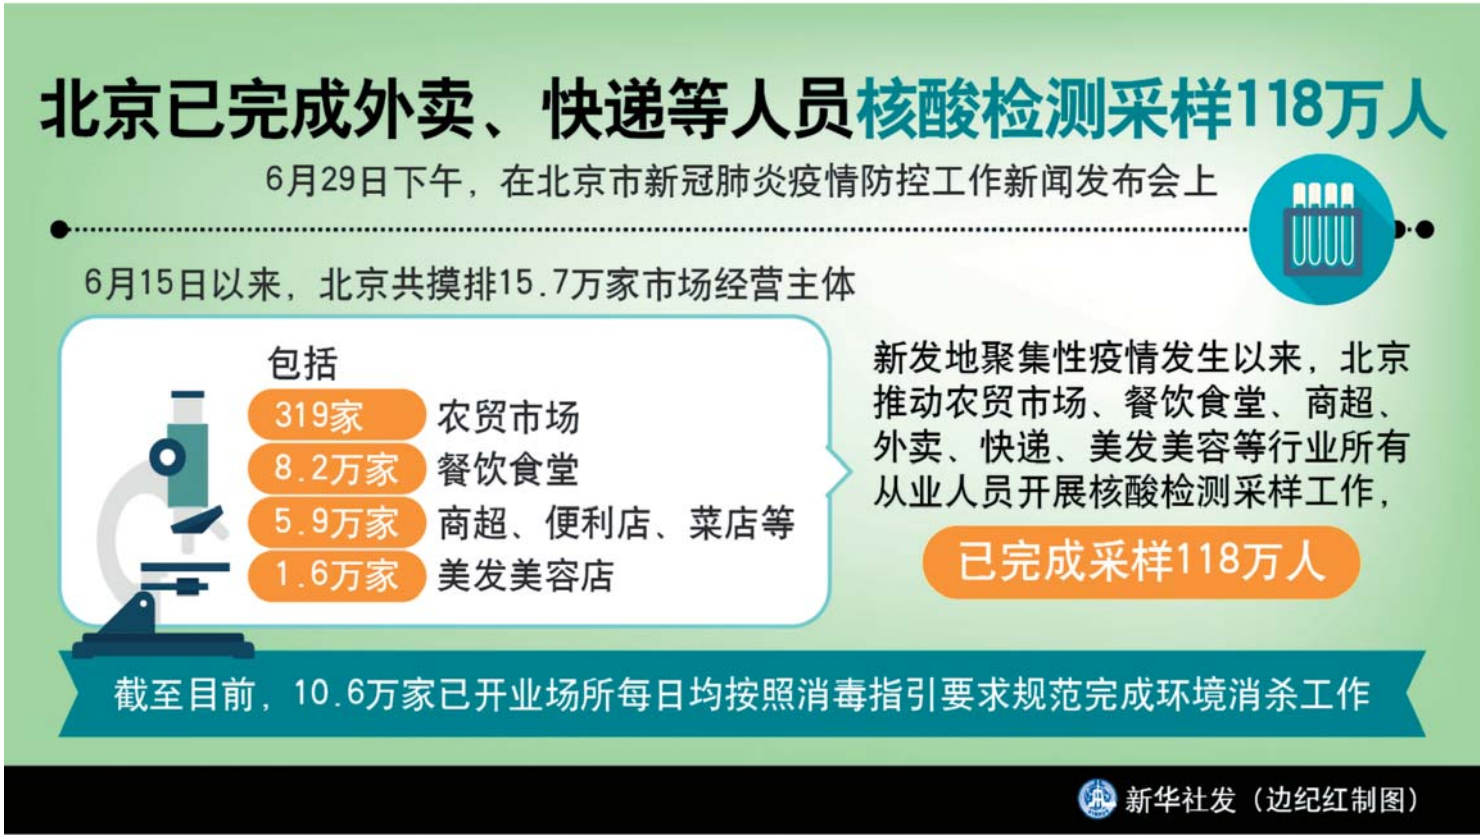 北京已完成外卖、快递等人员核酸检测采样118万人
6月29日下午，在北京市新冠肺炎疫情防控工作新闻发布会上
6月15日以来，北京共摸排15.7万家市场经营主体
包括
319家 农贸市场
8.2万家 餐饮食堂
5.9万家 商超、便利店、菜店等
1.6万家 美发美容店
新发地聚集性疫情发生以来，北京
推动农贸市场、餐饮食堂、商超、
外卖、快递、美发美容等行业所有
从业人员开展核酸检测采样工作，
已完成采样118万人
截至目前，10.6万家已开业场所每日均按照消毒指引要求规范完成环境消杀工作
新华社发（边纪红制图）